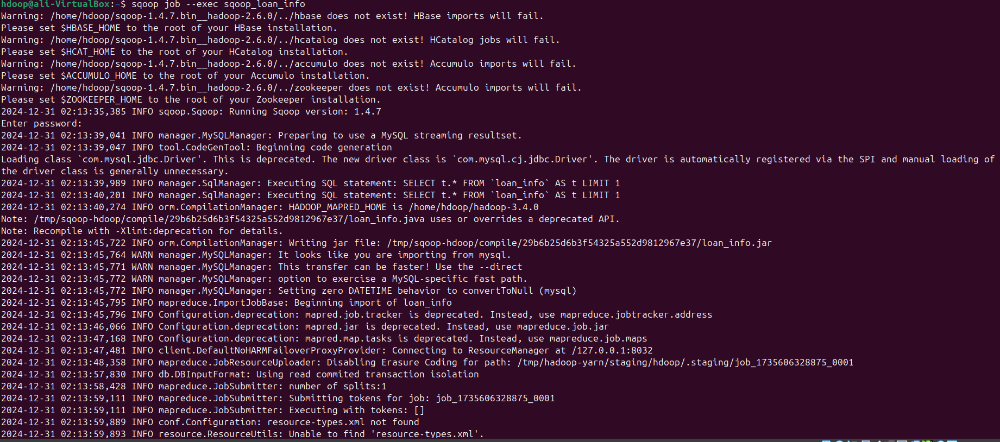 hdoop@ali-VirtualBox:~$ sqoop job --exec sqoop_loan_info
Warning: /home/hdoop/sqoop-1.4.7.bin__hadoop-2.6.0/../hbase does not exist! HBase imports will fail.
Please set $HBASE_HOME to the root of your HBase installation.
Warning: /home/hdoop/sqoop-1.4.7.bin__hadoop-2.6.0/../hcatalog does not exist! HCatalog jobs will fail.
Please set $HCAT_HOME to the root of your HCatalog installation.
Warning: /home/hdoop/sqoop-1.4.7.bin__hadoop-2.6.0/../accumulo does not exist! Accumulo imports will fail.
Please set $ACCUMULO_HOME to the root of your Accumulo installation.
Warning: /home/hdoop/sqoop-1.4.7.bin__hadoop-2.6.0/../zookeeper does not exist! Accumulo imports will fail.
Please set $ZOOKEEPER_HOME to the root of your Zookeeper installation.
2024-12-31 02:13:35,385 INFO sqoop.Sqoop: Running Sqoop version: 1.4.7
Enter password:
2024-12-31 02:13:39,041 INFO manager.MySQLManager: Preparing to use a MySQL streaming resultset.
2024-12-31 02:13:39,047 INFO tool.CodeGenTool: Beginning code generation
Loading class `com.mysql.jdbc.Driver'. This is deprecated. The new driver class is `com.mysql.cj.jdbc.Driver'. The driver is automatically registered via the SPI and manual loading of
the driver class is generally unnecessary.
2024-12-31 02:13:39,989 INFO manager.SqlManager: Executing SQL statement: SELECT t.* FROM `loan_info` AS t LIMIT 1
2024-12-31 02:13:40,201 INFO manager.SqlManager: Executing SQL statement: SELECT t.* FROM `loan_info` AS t LIMIT 1
2024-12-31 02:13:40,274 INFO orm.CompilationManager: HADOOP_MAPRED_HOME is /home/hdoop/hadoop-3.4.0
Note: /tmp/sqoop-hdoop/compile/29b6b25d6b3f54325a552d9812967e37/loan_info.java uses or overrides a deprecated API.
Note: Recompile with -Xlint:deprecation for details.
2024-12-31 02:13:45,722 INFO orm.CompilationManager: Writing jar file: /tmp/sqoop-hdoop/compile/29b6b25d6b3f54325a552d9812967e37/loan_info.jar
2024-12-31 02:13:45,764 WARN manager.MySQLManager: It looks like you are importing from mysql.
2024-12-31 02:13:45,771 WARN manager.MySQLManager: This transfer can be faster! Use the --direct
2024-12-31 02:13:45,772 WARN manager.MySQLManager: option to exercise a MySQL-specific fast path.
2024-12-31 02:13:45,772 INFO manager.MySQLManager: Setting zero DATETIME behavior to convertToNull (mysql)
2024-12-31 02:13:45,795 INFO mapreduce.ImportJobBase: Beginning import of loan_info
2024-12-31 02:13:45,796 INFO Configuration.deprecation: mapred.job.tracker is deprecated. Instead, use mapreduce.jobtracker.address
2024-12-31 02:13:46,066 INFO Configuration.deprecation: mapred.jar is deprecated. Instead, use mapreduce.job.jar
2024-12-31 02:13:47,168 INFO Configuration.deprecation: mapred.map.tasks is deprecated. Instead, use mapreduce.job.maps
2024-12-31 02:13:47,481 INFO client.DefaultNoHARMFailoverProxyProvider: Connecting to ResourceManager at /127.0.0.1:8032
2024-12-31 02:13:48,358 INFO mapreduce.JobResourceUploader: Disabling Erasure Coding for path: /tmp/hadoop-yarn/staging/hdoop/.staging/job_1735606328875_0001
2024-12-31 02:13:57,830 INFO db.DBInputFormat: Using read commited transaction isolation
2024-12-31 02:13:58,428 INFO mapreduce.JobSubmitter: number of splits:1
2024-12-31 02:13:59,111 INFO mapreduce.JobSubmitter: Submitting tokens for job: job_1735606328875_0001
2024-12-31 02:13:59,111 INFO mapreduce.JobSubmitter: Executing with tokens: []
2024-12-31 02:13:59,889 INFO conf.Configuration: resource-types.xml not found
2024-12-31 02:13:59,893 INFO resource.ResourceUtils: Unable to find 'resource-types.xml'.